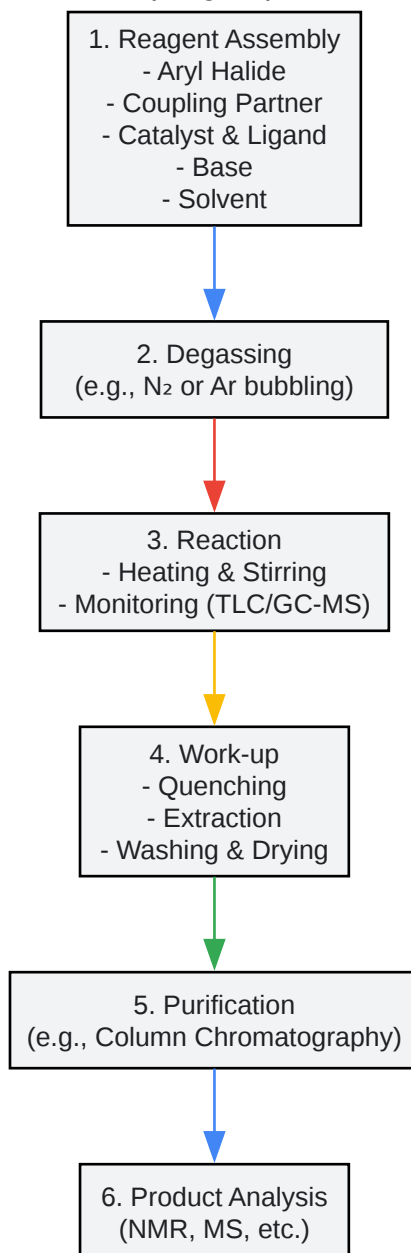 1. Reagent Assembly
- Aryl Halide
- Coupling Partner
- Catalyst & Ligand
- Base
- Solvent
2. Degassing
(e.g., N₂ or Ar bubbling)
3. Reaction
- Heating & Stirring
- Monitoring (TLC/GC-MS)
4. Work-up
- Quenching
- Extraction
- Washing & Drying
5. Purification
(e.g., Column Chromatography)
6. Product Analysis
(NMR, MS, etc.)